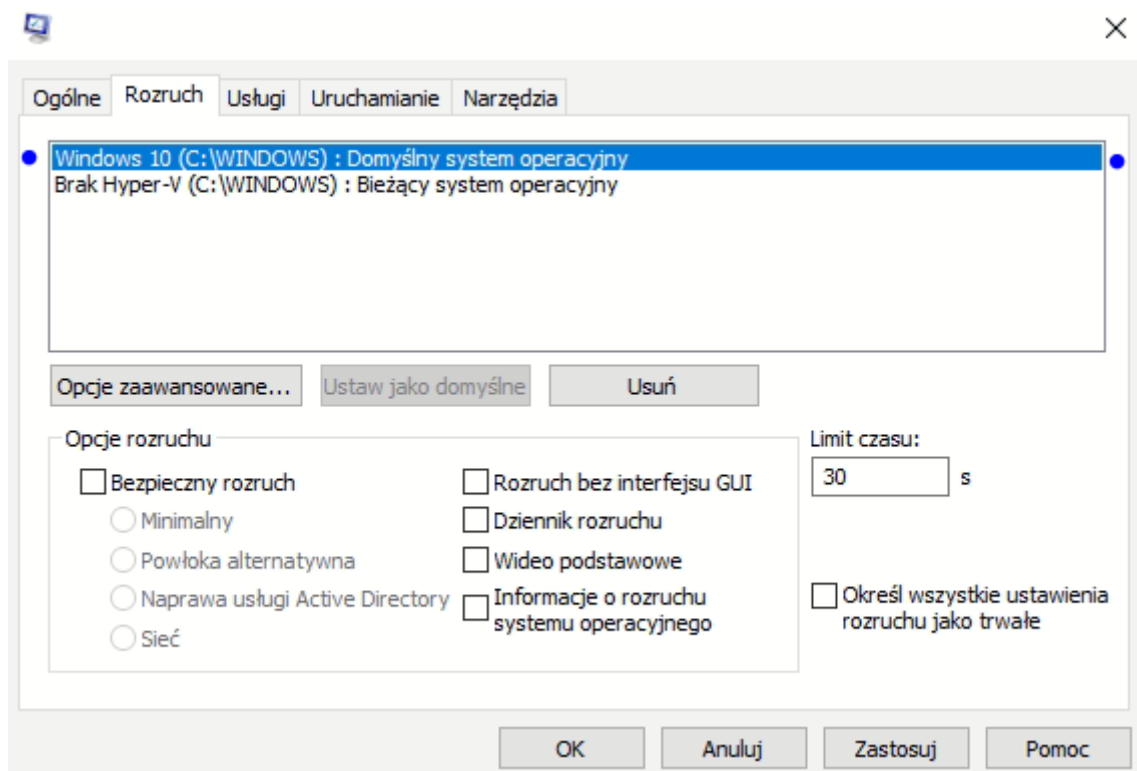 Ogólne Rozruch Usługi Uruchamianie Narzędzia
Windows 10 (C:\WINDOWS) : Domyślny system operacyjny
Brak Hyper-V (C:\WINDOWS) : Bieżący system operacyjny
Opcje zaawansowane... Ustaw jako domyślne Usuń
Opcje rozruchu
Bezpieczny rozruch
Minimalny
Powłoka alternatywna
Naprawa usługi Active Directory
Sieć
Rozruch bez interfejsu GUI
Dziennik rozruchu
Wideo podstawowe
Informacje o rozruchu
systemu operacyjnego
Limit czasu:
30 s
Określ wszystkie ustawienia
rozruchu jako trwałe
OK Anuluj Zastosuj Pomoc